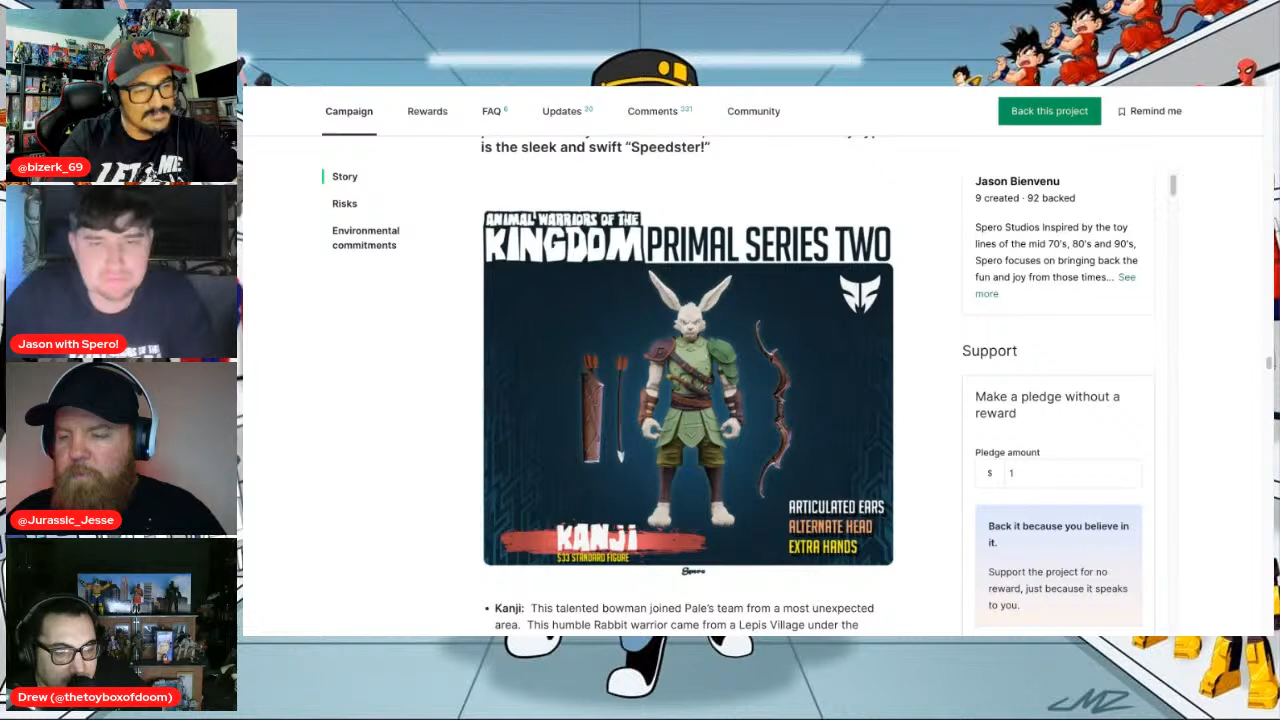 @bizerk_69
Jason with Spero!
@JurassIc_Jesse
Drew (@thetoyboxofdoom)
Campaign
Rewards
FAQ 6
Updates 20
Comments 331
Community
Back this project
Remind me
is the sleek and swift “Speedster!”
Story
Risks
Environmental
commitments
ANIMAL WARRIORS OF THE
KINGDOM PRIMAL SERIES TWO
ARTICULATED EARS
ALTERNATE HEAD
EXTRA HANDS
KANJI
$33 STANDARD FIGURE
Spero
• Kanji: This talented bowman joined Pale's team from a most unexpected
area. This humble Rabbit warrior came from a Lepis Village under the
Jason Bienvenu
9 created · 92 backed
Spero Studios Inspired by the toy
lines of the mid 70's, 80's and 90's,
Spero focuses on bringing back the
fun and joy from those times... See
more
Support
Make a pledge without a
reward
Pledge amount
$ 1
Back it because you believe in
it.
Support the project for no
reward, just because it speaks
to you.